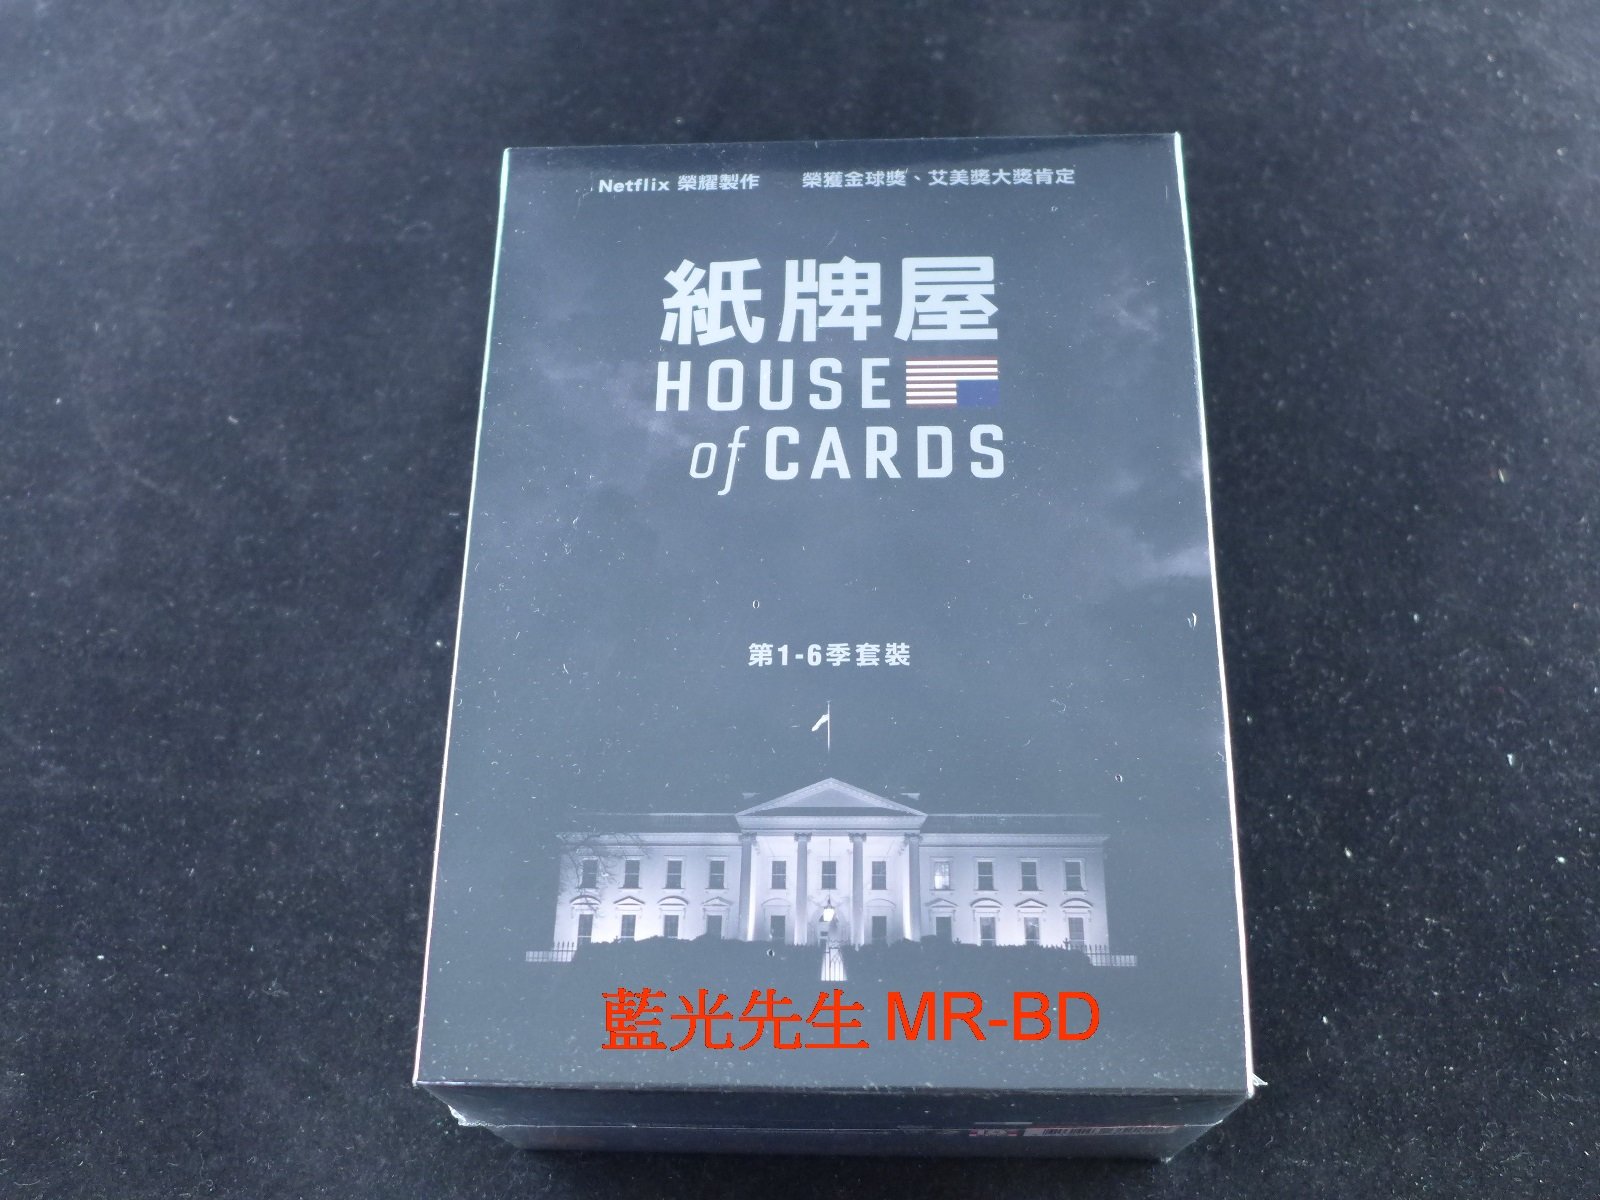 Netflix 榮耀製作 榮獲金球獎、艾美獎大獎肯定
紙牌屋
HOUSE
of CARDS
第1-6季套裝
藍光先生 MR-BD